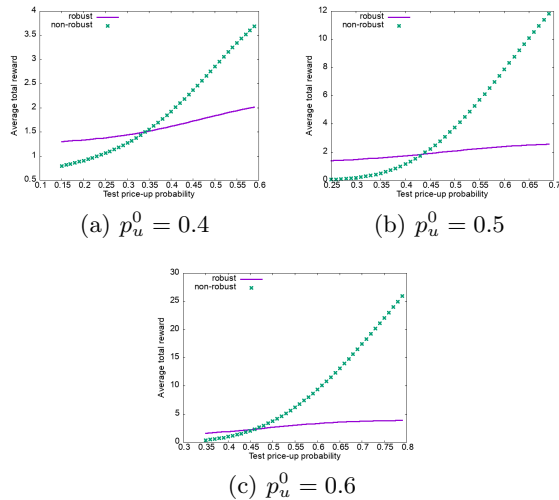 robust
non-robust
Average total reward
4
3.5
3
2.5
2
1.5
1
0.5
0.1 0.15 0.2 0.25 0.3 0.35 0.4 0.45 0.5 0.55 0.6
Test price-up probability
(a) p_u^0 = 0.4
robust
non-robust
Average total reward
12
10
8
6
4
2
0
0.25 0.3 0.35 0.4 0.45 0.5 0.55 0.6 0.65 0.7
Test price-up probability
(b) p_u^0 = 0.5
robust
non-robust
Average total reward
30
25
20
15
10
5
0
0.3 0.35 0.4 0.45 0.5 0.55 0.6 0.65 0.7 0.75 0.8
Test price-up probability
(c) p_u^0 = 0.6